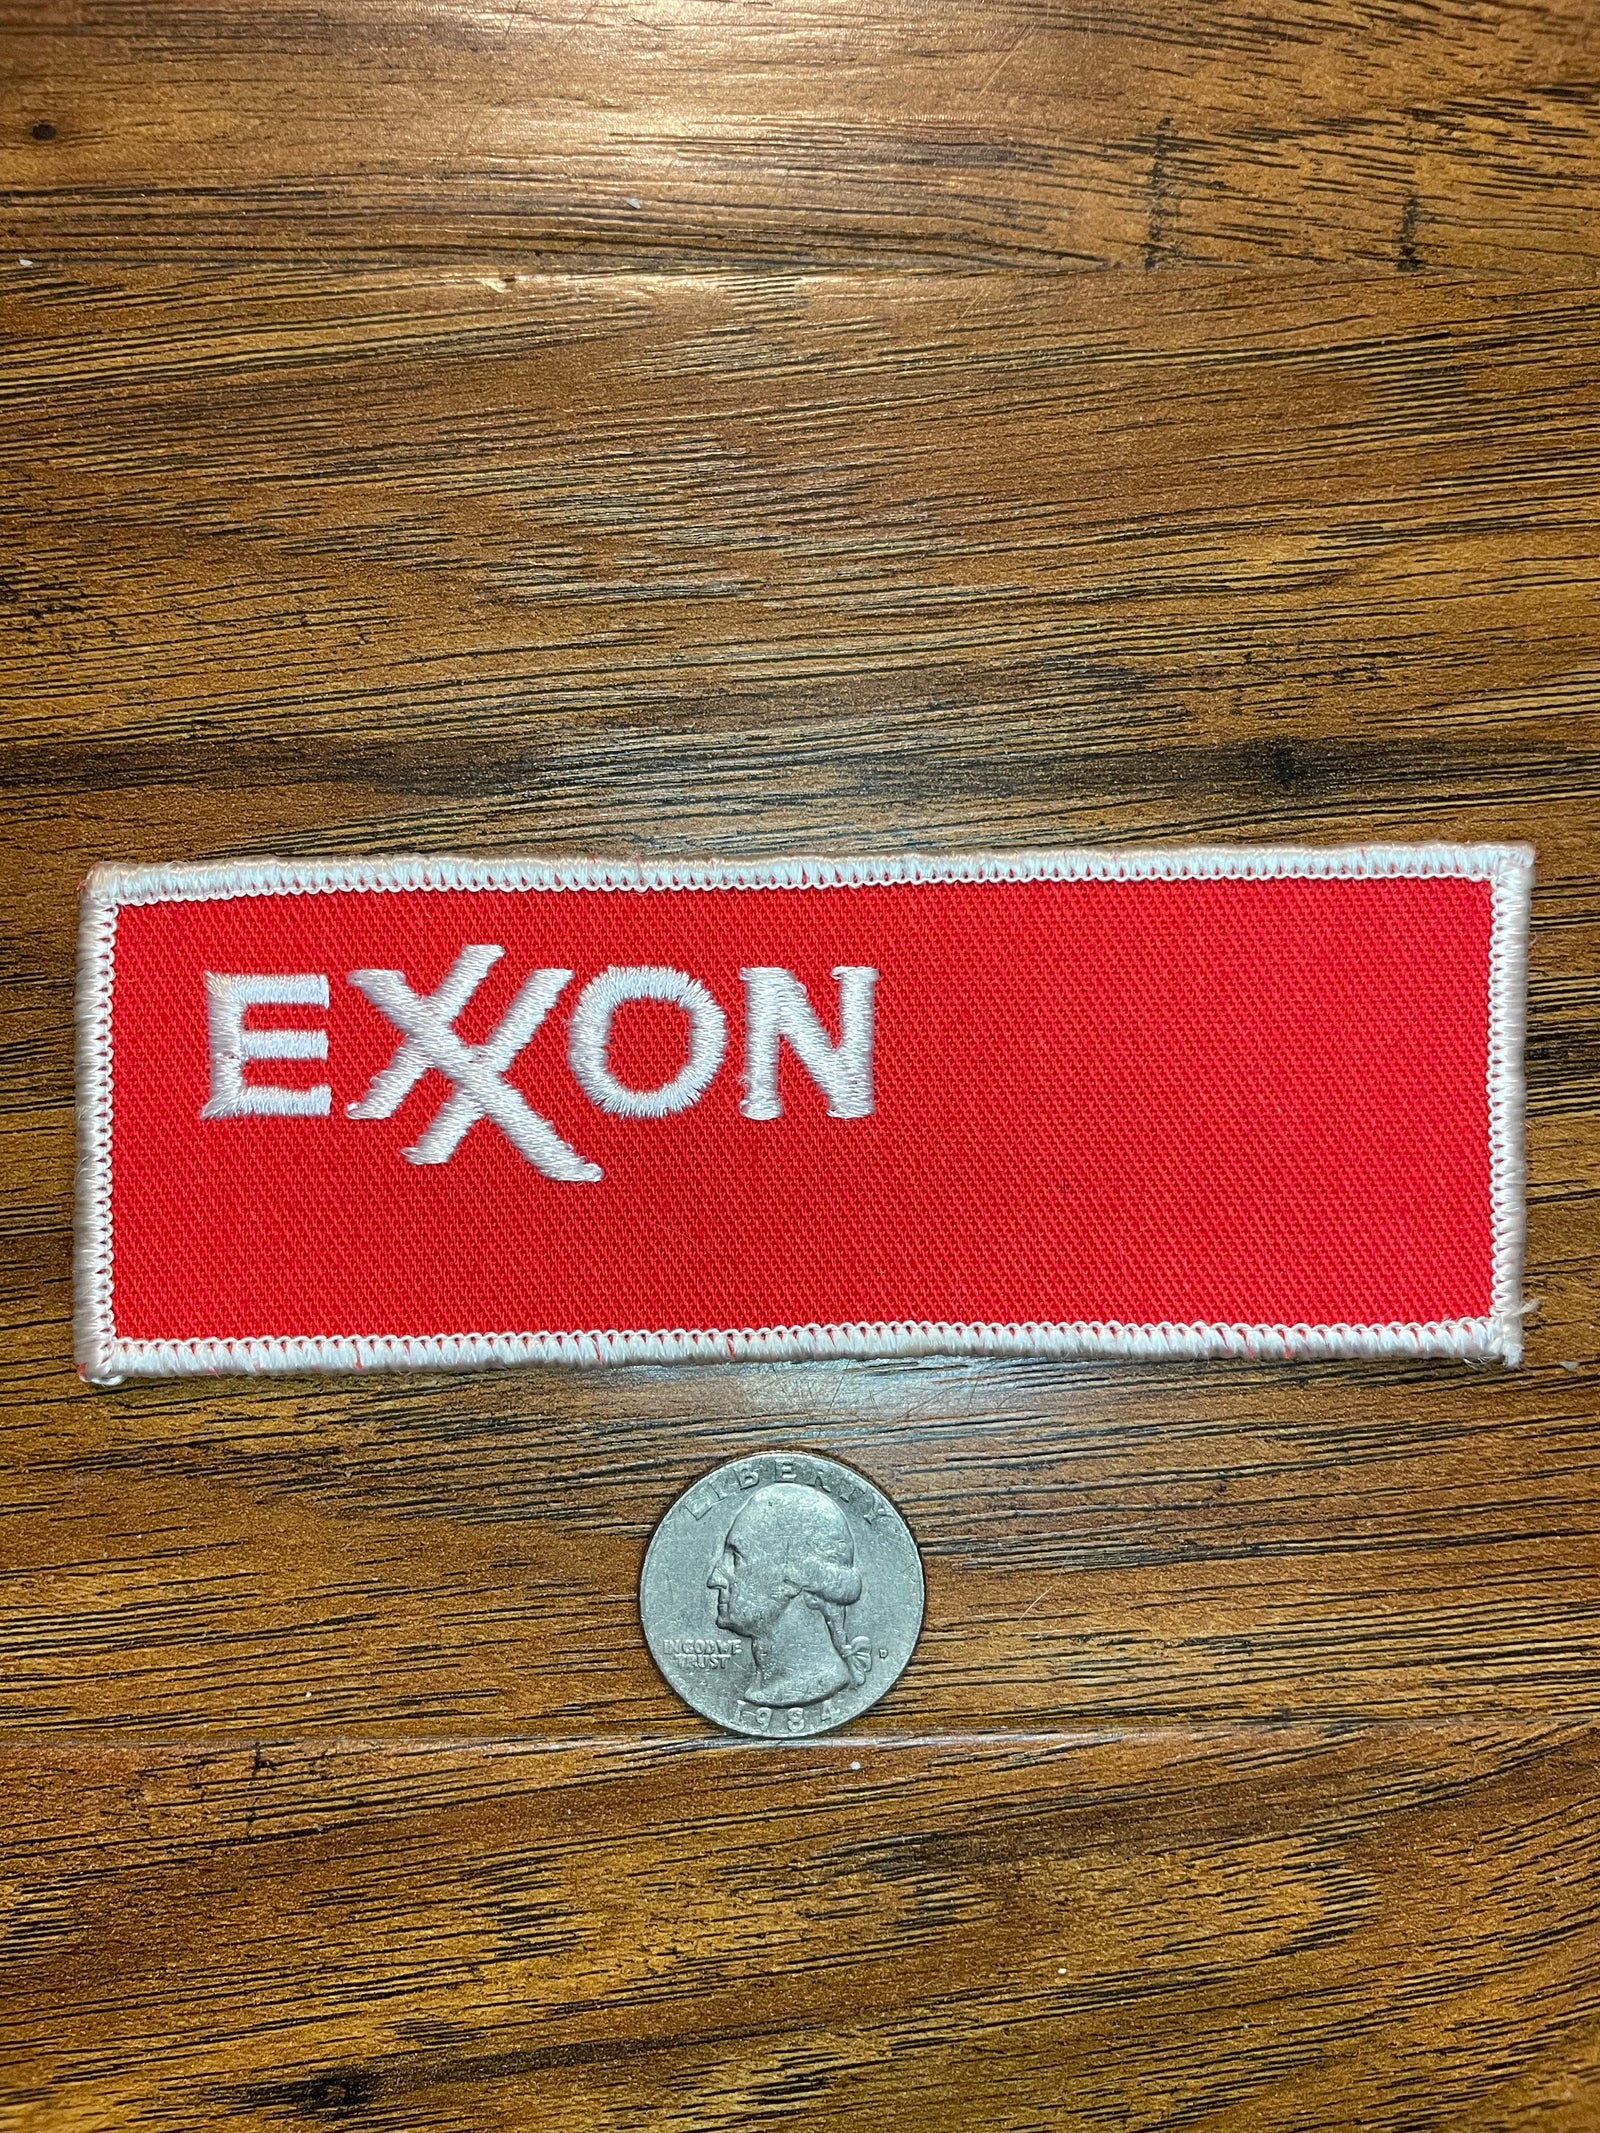 EXXON
LIBERTY
IN GOD WE
TRUST
D
1984